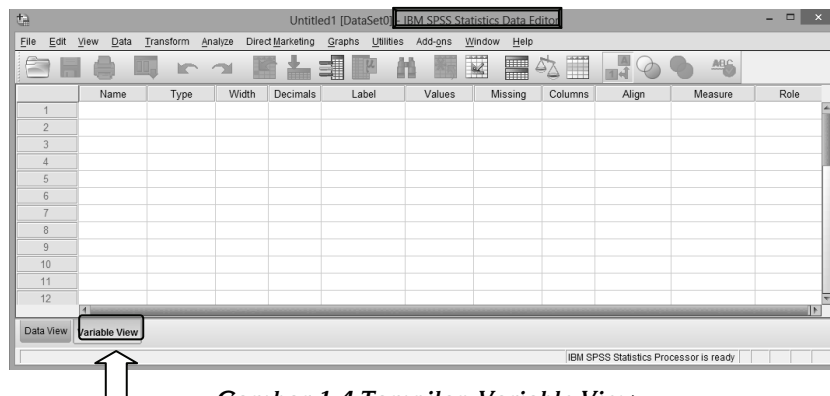 Untitled1 [DataSet0] - IBM SPSS Statistics Data Editor
File Edit View Data Transform Analyze Direct Marketing Graphs Utilities Add-ons Window Help
Name Type Width Decimals Label Values Missing Columns Align Measure Role
1
2
3
4
5
6
7
8
9
10
11
12
Data View Variable View
IBM SPSS Statistics Processor is ready
Gambar 1.4 Tampilan Variable View